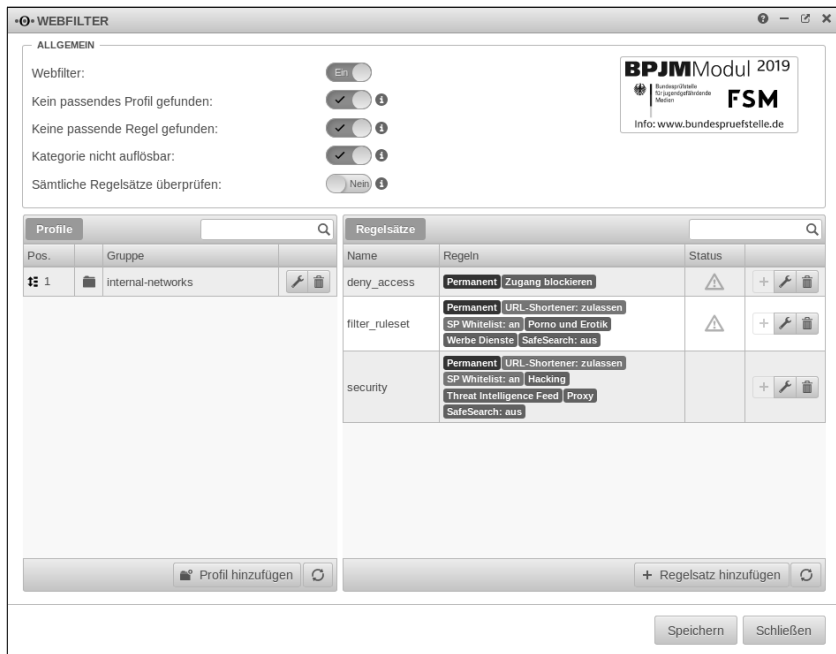 WEBFILTER
ALLGEMEIN
Webfilter: Ein
Kein passendes Profil gefunden:
Keine passende Regel gefunden:
Kategorie nicht auflösbar:
Sämtliche Regelsätze überprüfen: Nein
BPJMModul 2019
Bundesprüfstelle
für jugendgefährdende
Medien
FSM
Info: www.bundespruefstelle.de
Profile
Pos. Gruppe
1 internal-networks
Profil hinzufügen
Regelsätze
Name Regeln Status
deny_access Permanent Zugang blockieren
filter_ruleset Permanent URL-Shortener: zulassen
SP Whitelist: an Porno und Erotik
Werbe Dienste SafeSearch: aus
security Permanent URL-Shortener: zulassen
SP Whitelist: an Hacking
Threat Intelligence Feed Proxy
SafeSearch: aus
Regelsatz hinzufügen
Speichern Schließen